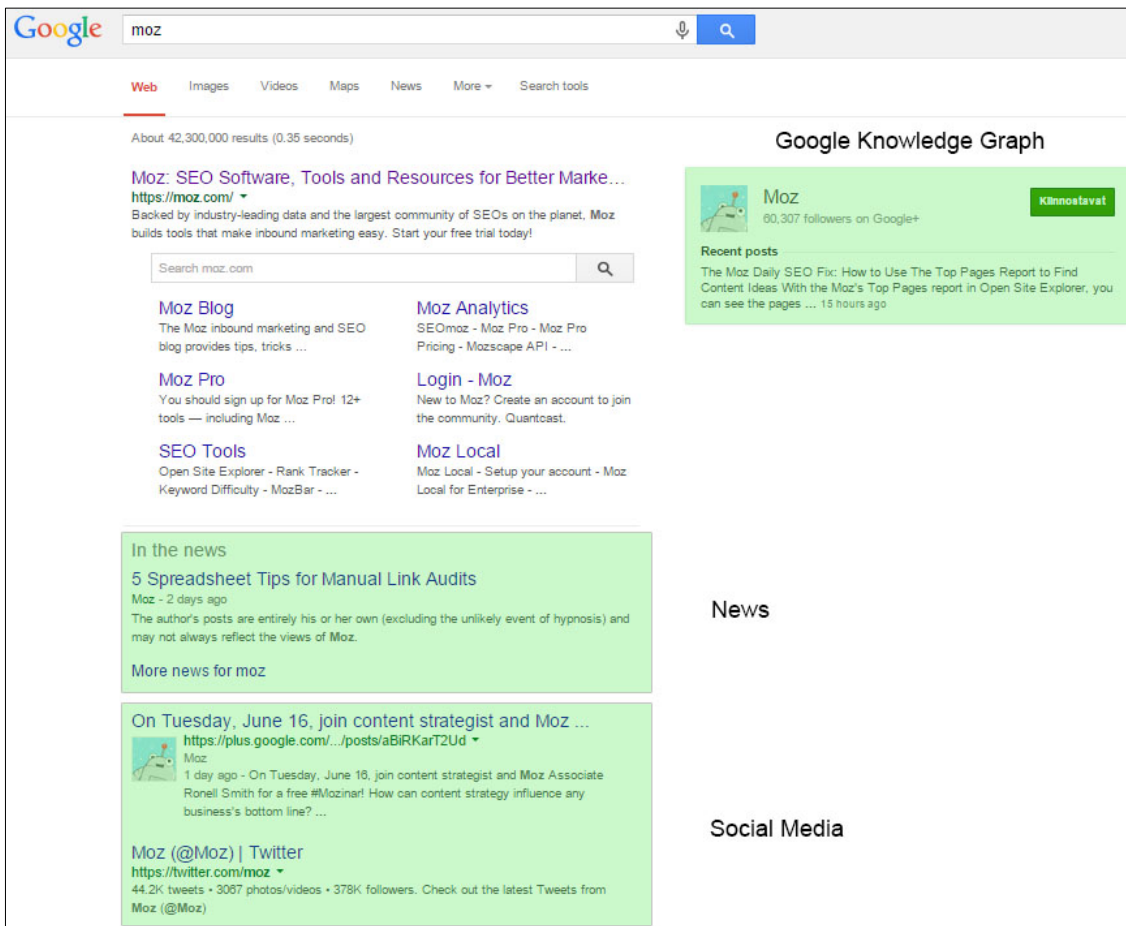 Google
moz
Web Images Videos Maps News More Search tools
About 42,300,000 results (0.35 seconds)
Google Knowledge Graph
Moz: SEO Software, Tools and Resources for Better Marke...
https://moz.com/
Backed by industry-leading data and the largest community of SEOs on the planet, Moz
builds tools that make inbound marketing easy. Start your free trial today!
Search moz.com
Moz Blog
The Moz inbound marketing and SEO
blog provides tips, tricks ...
Moz Analytics
SEOmoz - Moz Pro - Moz Pro
Pricing - Mozscape API - ...
Moz Pro
You should sign up for Moz Pro! 12+
tools — including Moz ...
Login - Moz
New to Moz? Create an account to join
the community. Quantcast.
SEO Tools
Open Site Explorer - Rank Tracker -
Keyword Difficulty - MozBar - ...
Moz Local
Moz Local - Setup your account - Moz
Local for Enterprise - ...
Moz
60,307 followers on Google+
Kiinnostavat
Recent posts
The Moz Daily SEO Fix: How to Use The Top Pages Report to Find
Content Ideas With the Moz's Top Pages report in Open Site Explorer, you
can see the pages ... 15 hours ago
In the news
5 Spreadsheet Tips for Manual Link Audits
Moz - 2 days ago
The author's posts are entirely his or her own (excluding the unlikely event of hypnosis) and
may not always reflect the views of Moz.
More news for moz
News
On Tuesday, June 16, join content strategist and Moz ...
https://plus.google.com/.../posts/aBiRKarT2Ud
Moz
1 day ago - On Tuesday, June 16, join content strategist and Moz Associate
Ronell Smith for a free #Mozinar! How can content strategy influence any
business's bottom line? ...
Social Media
Moz (@Moz) | Twitter
https://twitter.com/moz
44.2K tweets • 3067 photos/videos • 378K followers. Check out the latest Tweets from
Moz (@Moz)